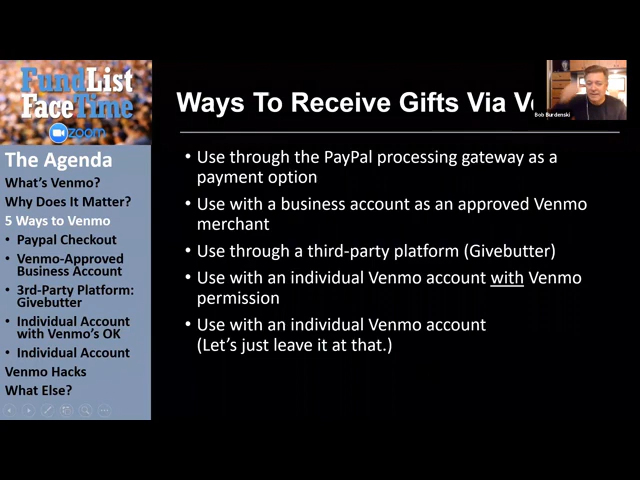 FundList
FaceTime
zoom
The Agenda
What's Venmo?
Why Does It Matter?
5 Ways to Venmo
• Paypal Checkout
• Venmo-Approved
Business Account
• 3rd-Party Platform:
Givebutter
• Individual Account
with Venmo's OK
• Individual Account
Venmo Hacks
What Else?
Ways To Receive Gifts Via
Bob Burdenski
• Use through the PayPal processing gateway as a
payment option
• Use with a business account as an approved Venmo
merchant
• Use through a third-party platform (Givebutter)
• Use with an individual Venmo account with Venmo
permission
• Use with an individual Venmo account
(Let's just leave it at that.)